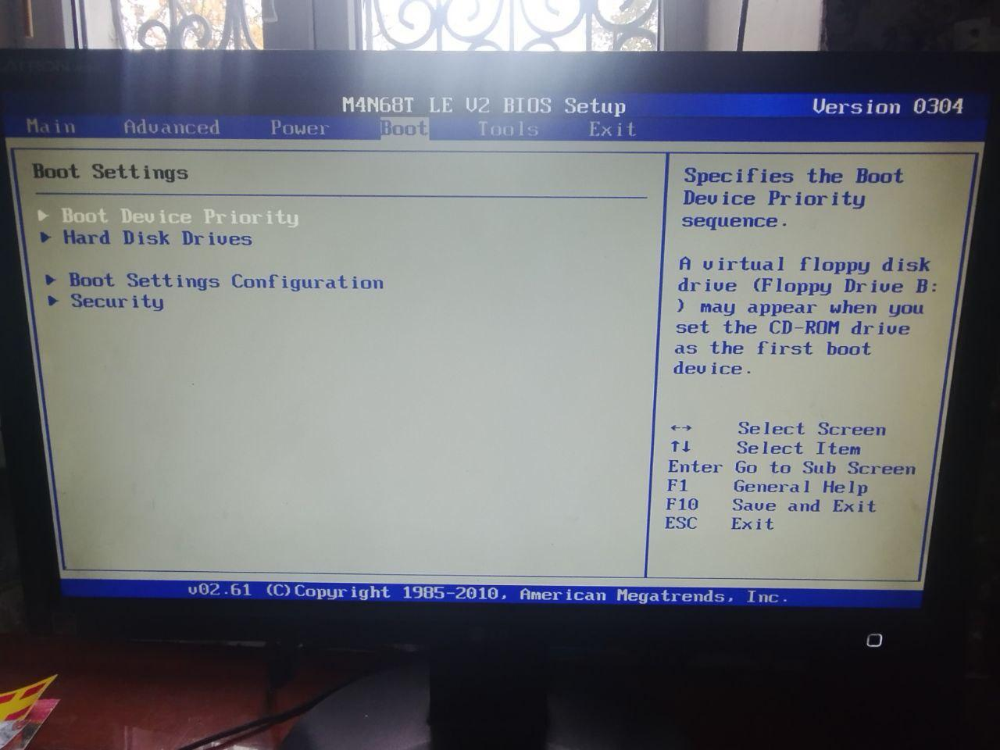 M4N68T LE V2 BIOS Setup Version 0304
Main Advanced Power Boot Tools Exit
Boot Settings
Boot Device Priority
Hard Disk Drives
Boot Settings Configuration
Security
Specifies the Boot
Device Priority
sequence.
A virtual floppy disk
drive (Floppy Drive B:
) may appear when you
set the CD-ROM drive
as the first boot
device.
←→ Select Screen
↑↓ Select Item
Enter Go to Sub Screen
F1 General Help
F10 Save and Exit
ESC Exit
v02.61 (C)Copyright 1985-2010, American Megatrends, Inc.